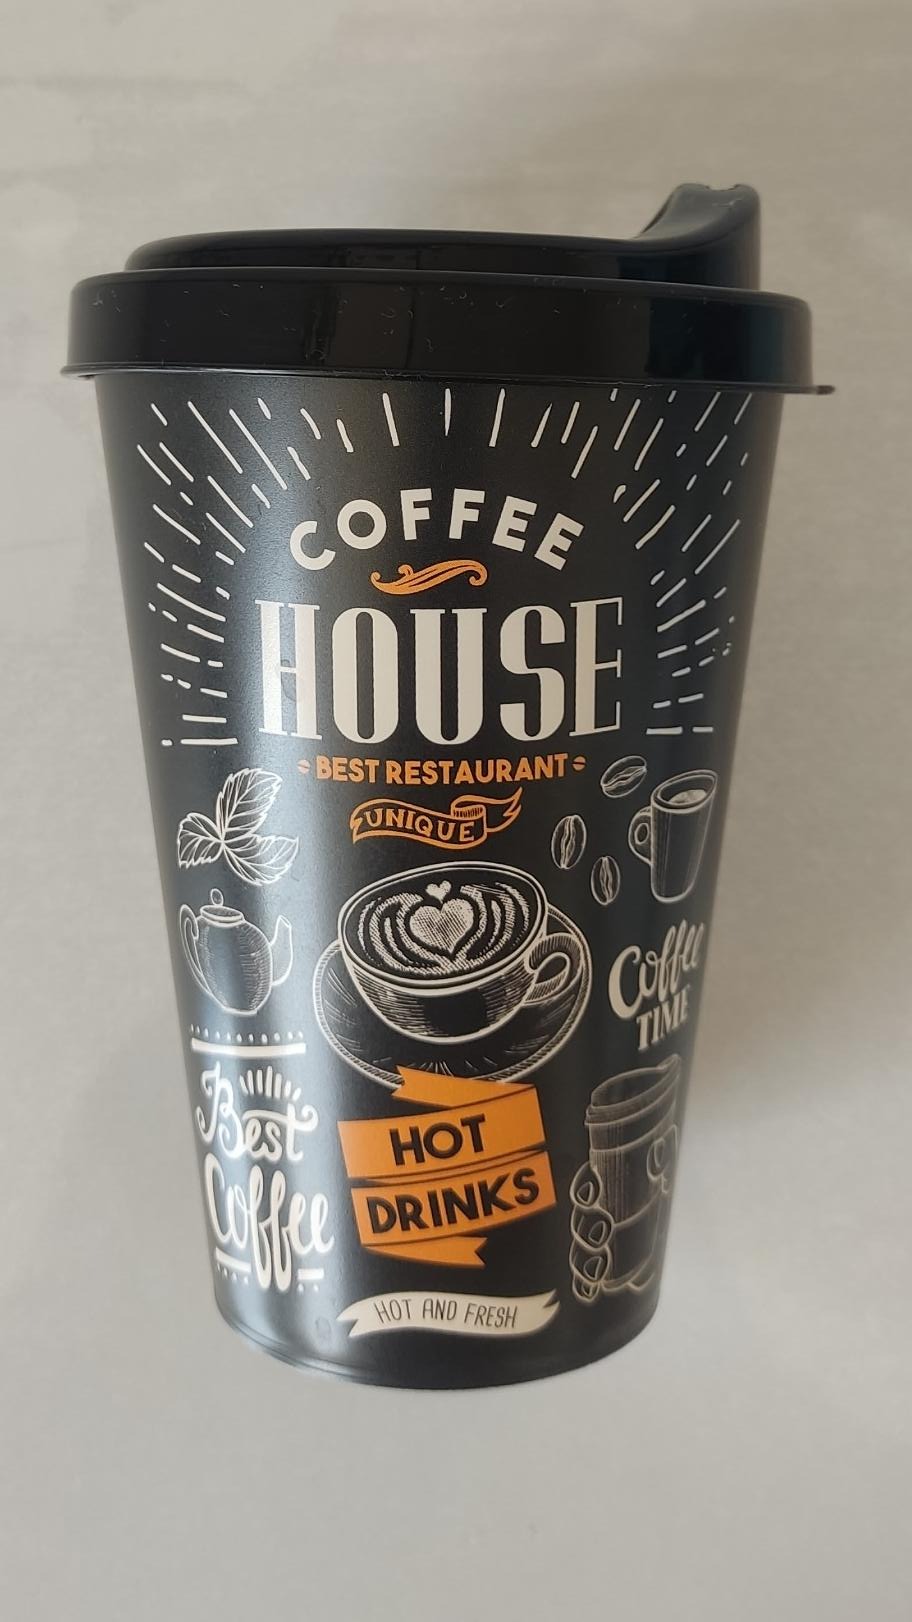 COFFEE
HOUSE
BEST RESTAURANT
UNIQUE
Coffee
TIME
Best
Coffee
HOT
DRINKS
HOT AND FRESH